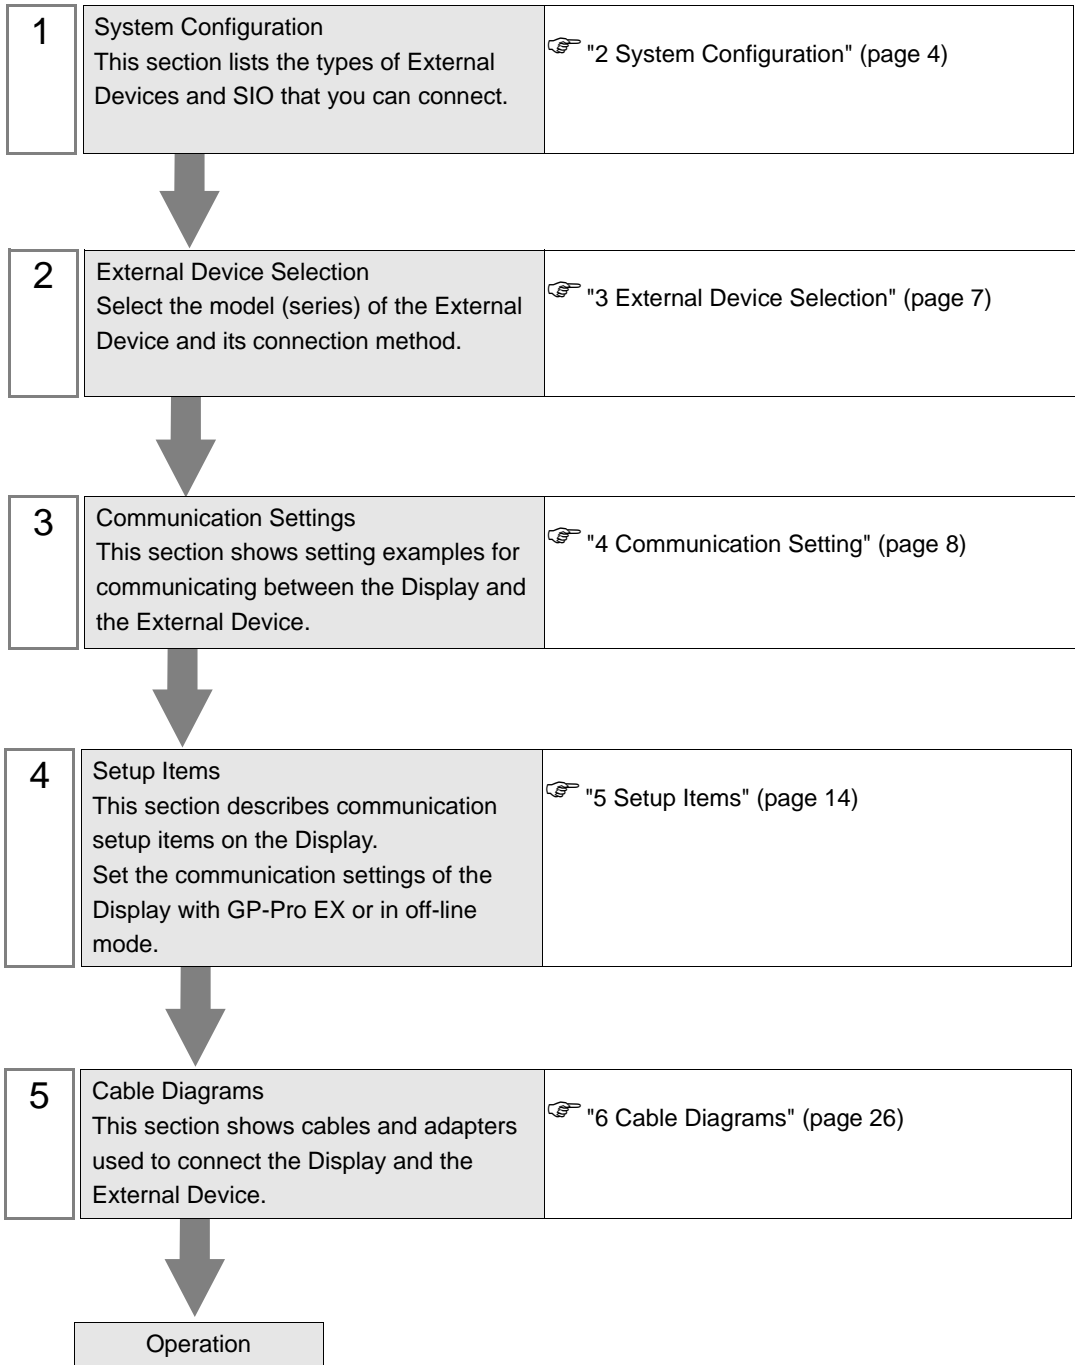 1
System Configuration
This section lists the types of External
Devices and SIO that you can connect.
"2 System Configuration" (page 4)
2
External Device Selection
Select the model (series) of the External
Device and its connection method.
"3 External Device Selection" (page 7)
3
Communication Settings
This section shows setting examples for
communicating between the Display and
the External Device.
"4 Communication Setting" (page 8)
4
Setup Items
This section describes communication
setup items on the Display.
Set the communication settings of the
Display with GP-Pro EX or in off-line
mode.
"5 Setup Items" (page 14)
5
Cable Diagrams
This section shows cables and adapters
used to connect the Display and the
External Device.
"6 Cable Diagrams" (page 26)
Operation